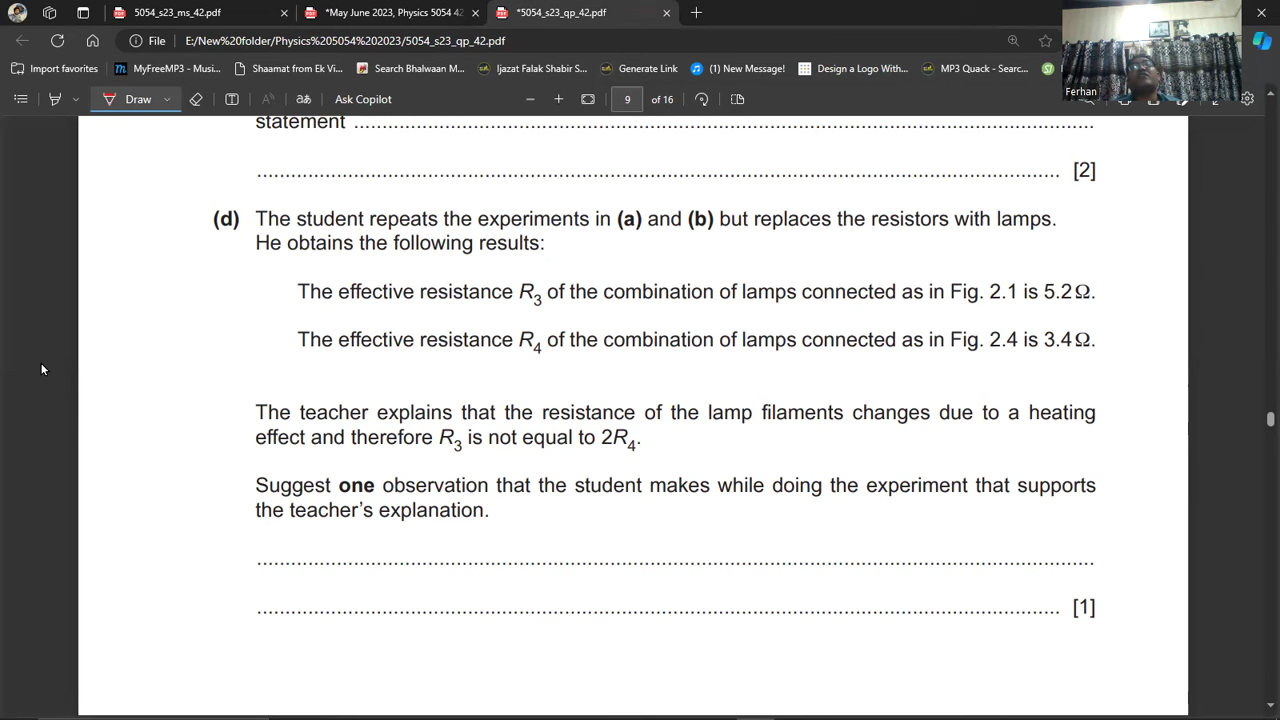 5054_s23_ms_42.pdf
*May June 2023, Physics 5054 42
*5054_s23_qp_42.pdf
File
E:/New%20folder/Physics%205054%202023/5054_s23_qp_42.pdf
Import favorites
MyFreeMP3 - Musi...
Shaamat from Ek Vi...
Search Bhalwaan M...
Ijazat Falak Shabir S...
Generate Link
(1) New Message!
Design a Logo With...
MP3 Quack - Searc...
Ferhan
Draw
aあ
Ask Copilot
9 of 16
statement ....................................................................................................................................
.............................................................................................................................................. [2]
(d) The student repeats the experiments in (a) and (b) but replaces the resistors with lamps.
He obtains the following results:
The effective resistance R3 of the combination of lamps connected as in Fig. 2.1 is 5.2Ω.
The effective resistance R4 of the combination of lamps connected as in Fig. 2.4 is 3.4Ω.
The teacher explains that the resistance of the lamp filaments changes due to a heating
effect and therefore R3 is not equal to 2R4.
Suggest one observation that the student makes while doing the experiment that supports
the teacher's explanation.
....................................................................................................................................................
.............................................................................................................................................. [1]